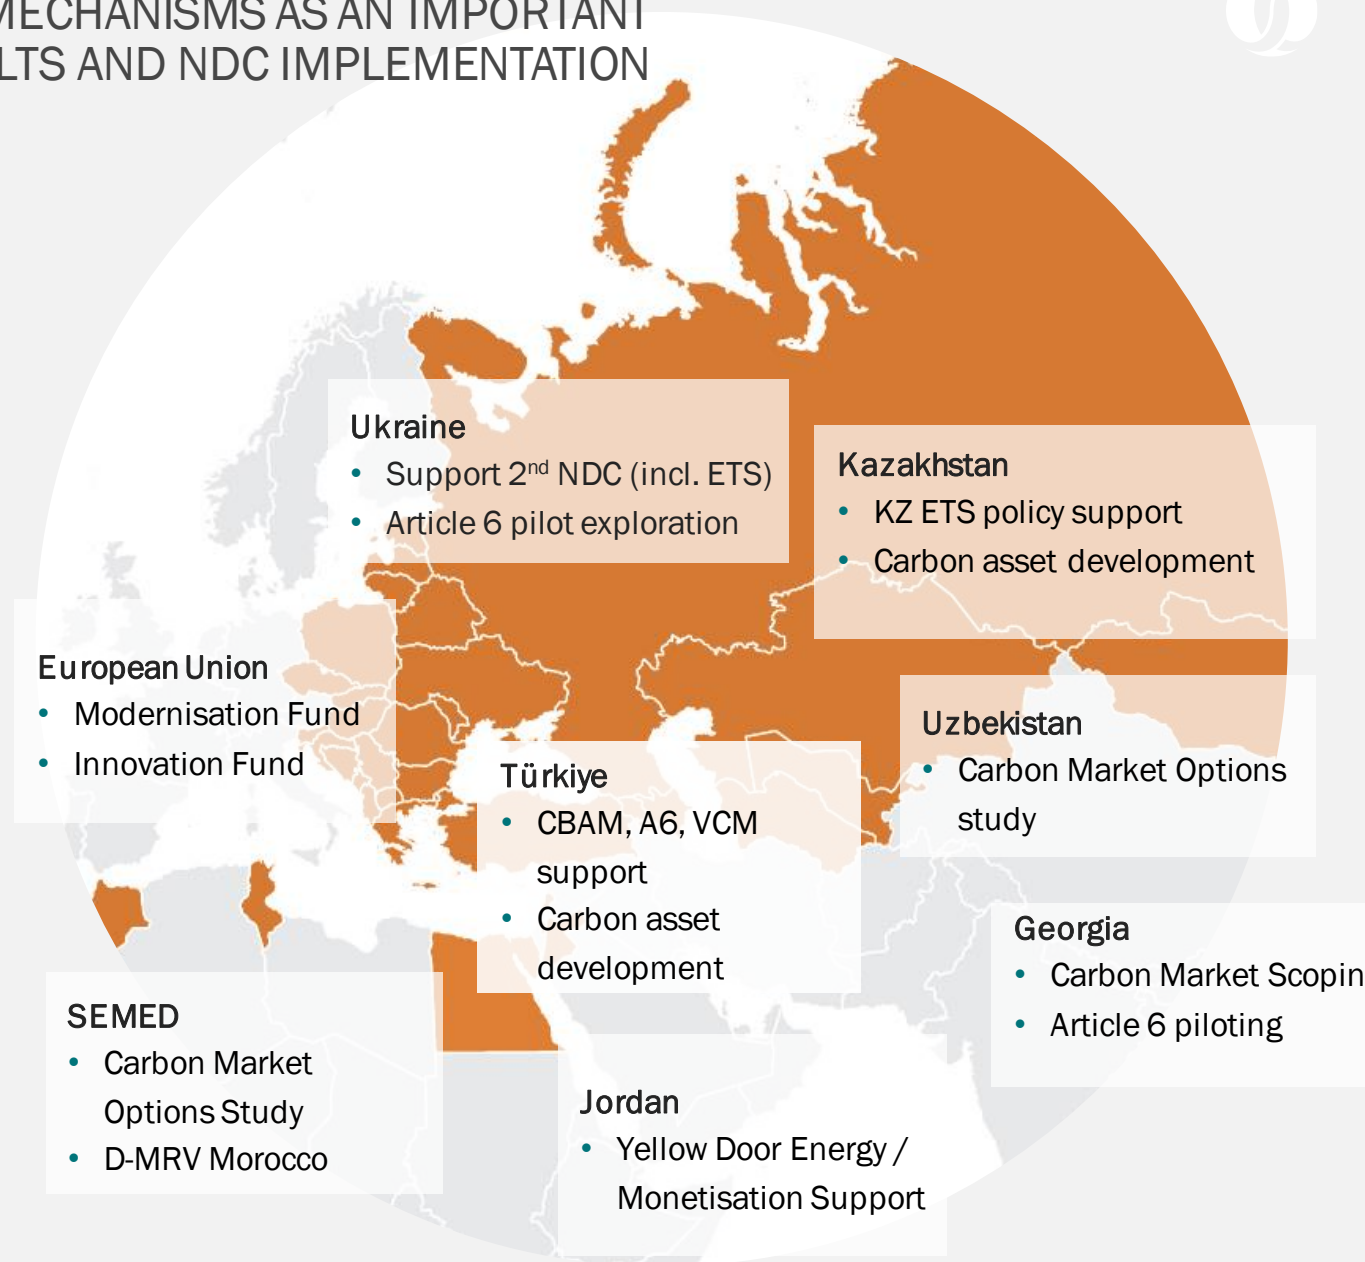 MECHANISMS AS AN IMPORTANT
LTS AND NDC IMPLEMENTATION
Ukraine
• Support 2nd NDC (incl. ETS)
• Article 6 pilot exploration
Kazakhstan
• KZ ETS policy support
• Carbon asset development
European Union
• Modernisation Fund
• Innovation Fund
Uzbekistan
• Carbon Market Options
study
Türkiye
• CBAM, A6, VCM
support
• Carbon asset
development
Georgia
• Carbon Market Scopin
• Article 6 piloting
SEMED
• Carbon Market
Options Study
• D-MRV Morocco
Jordan
• Yellow Door Energy /
Monetisation Support